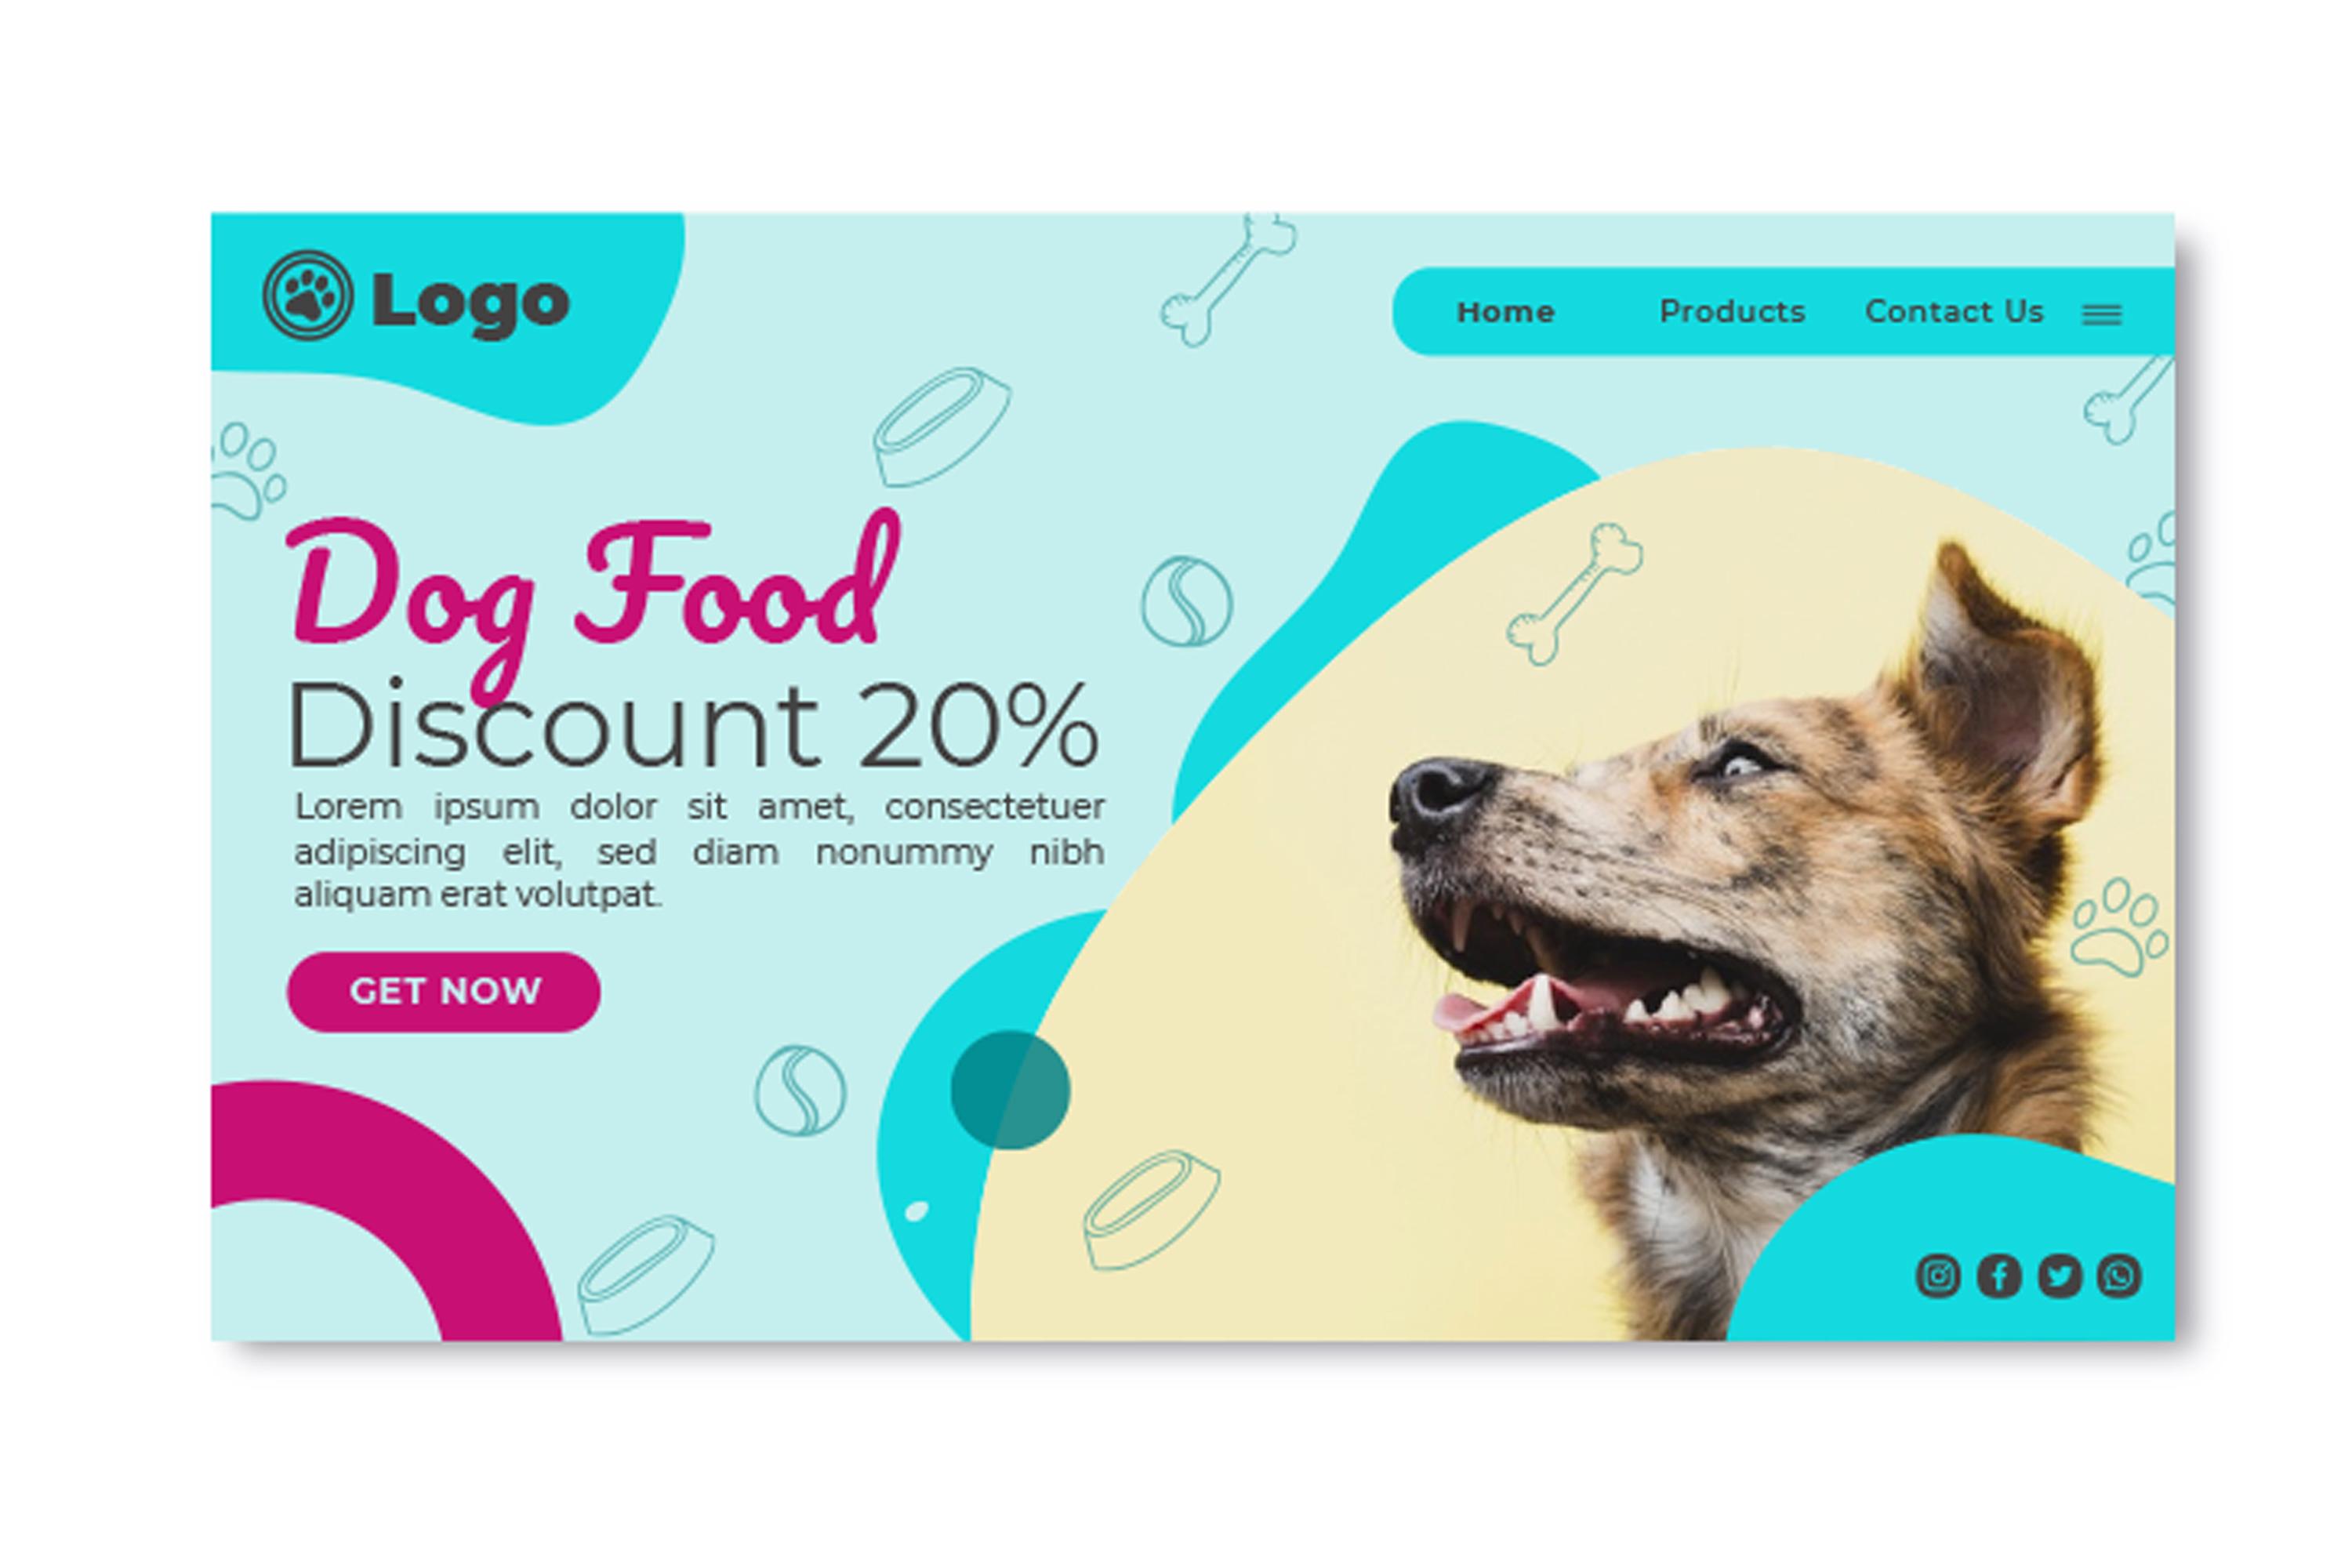 Logo
Home Products Contact Us
Dog Food
Discount 20%
Lorem ipsum dolor sit amet, consectetuer
adipiscing elit, sed diam nonummy nibh
aliquam erat volutpat.
GET NOW